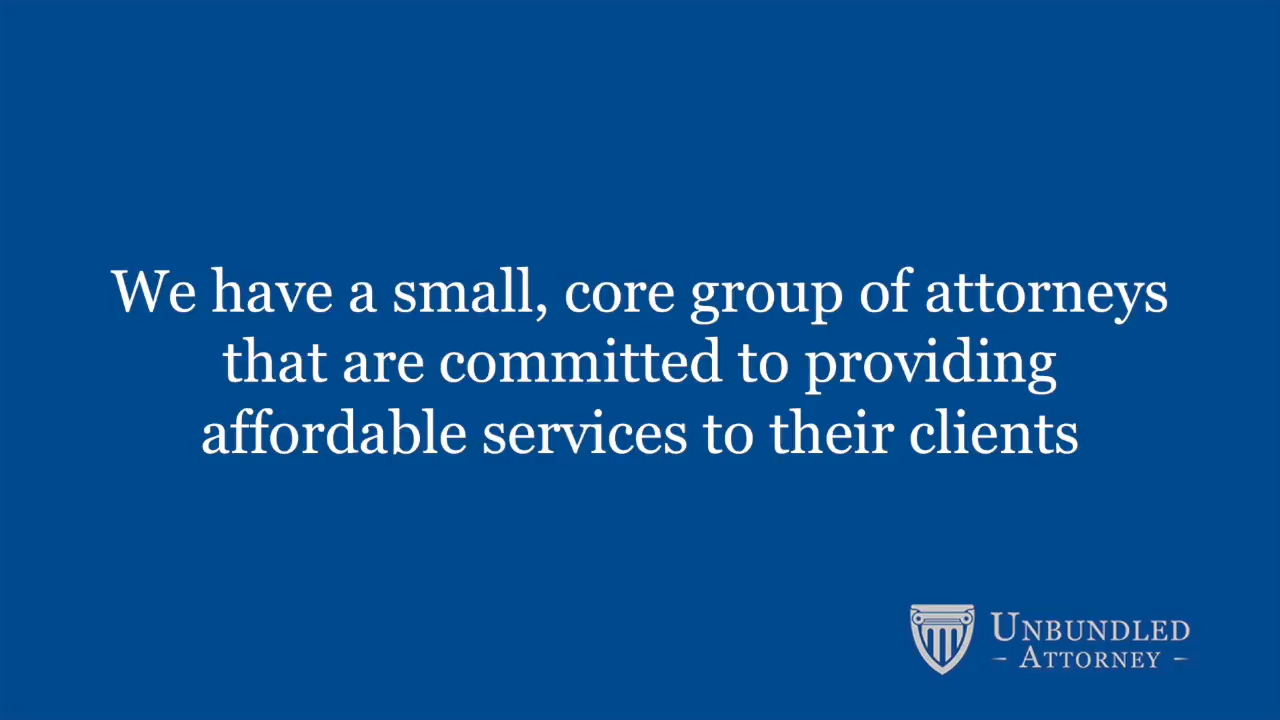 We have a small, core group of attorneys
that are committed to providing
affordable services to their clients
UNBUNDLED
- ATTORNEY -